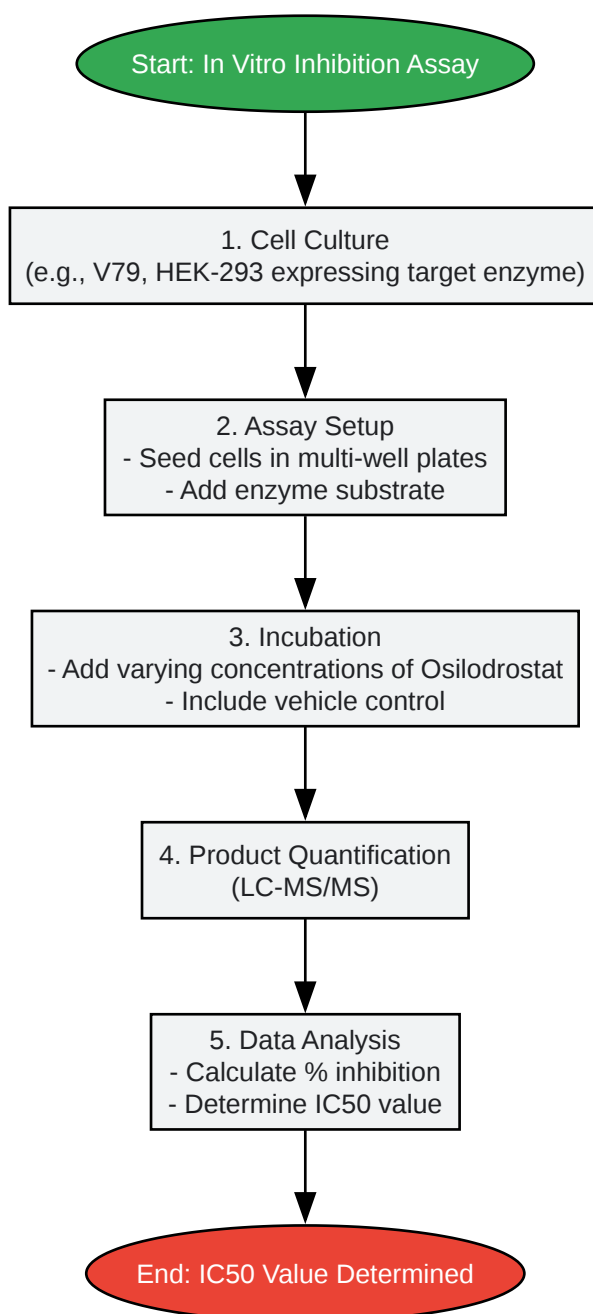 Start: In Vitro Inhibition Assay
1. Cell Culture
(e.g., V79, HEK-293 expressing target enzyme)
2. Assay Setup
- Seed cells in multi-well plates
- Add enzyme substrate
3. Incubation
- Add varying concentrations of Osilodrostat
- Include vehicle control
4. Product Quantification
(LC-MS/MS)
5. Data Analysis
- Calculate % inhibition
- Determine IC50 value
End: IC50 Value Determined